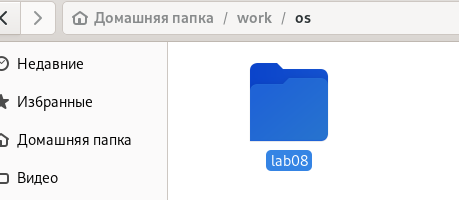 Домашняя папка / work / os
Недавние
Избранные
Домашняя папка
Видео
lab08